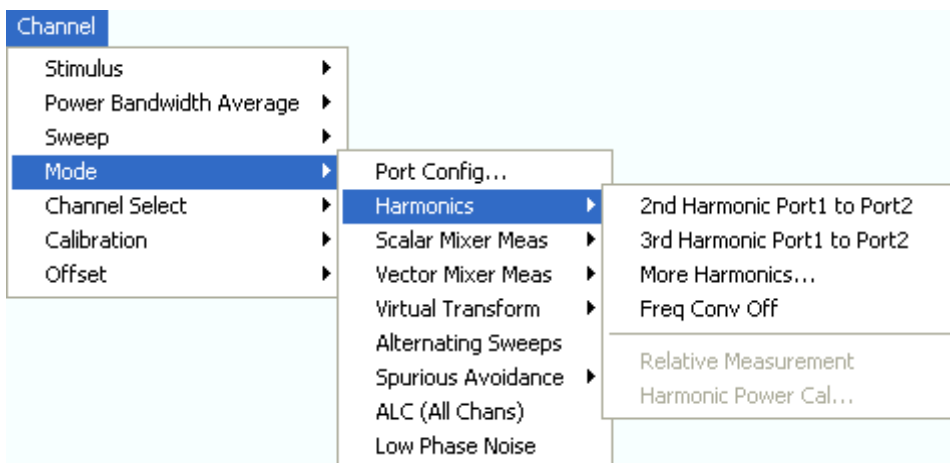 Channel
Stimulus
Power Bandwidth Average
Sweep
Mode
Channel Select
Calibration
Offset
Port Config...
Harmonics
Scalar Mixer Meas
Vector Mixer Meas
Virtual Transform
Alternating Sweeps
Spurious Avoidance
ALC (All Chans)
Low Phase Noise
2nd Harmonic Port1 to Port2
3rd Harmonic Port1 to Port2
More Harmonics...
Freq Conv Off
Relative Measurement
Harmonic Power Cal...